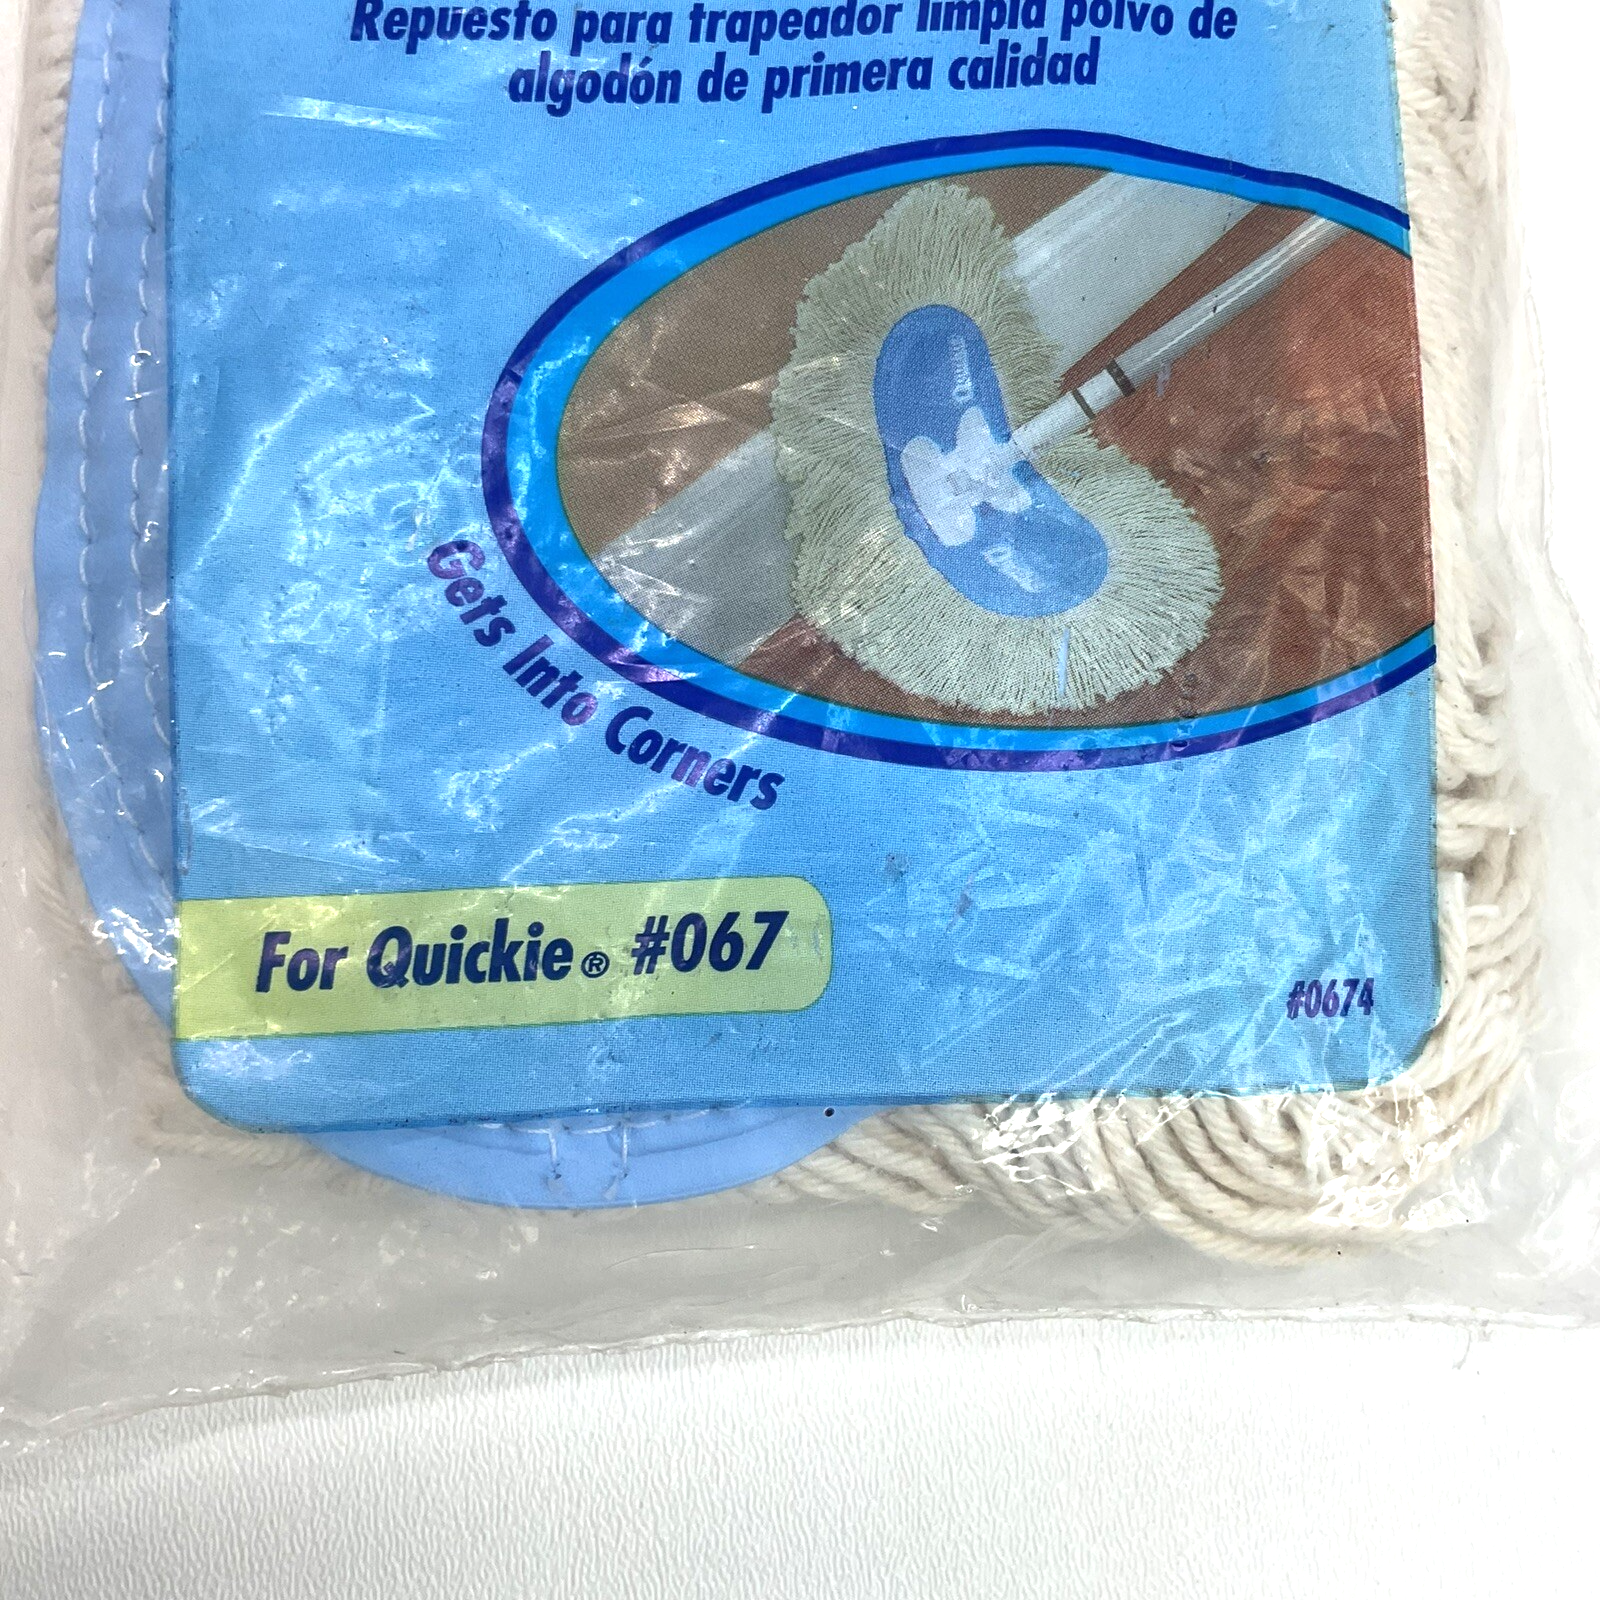 Repuesto para trapeador limpia polvo de
algodón de primera calidad
Gets Into Corners
For Quickie® #067
#0674